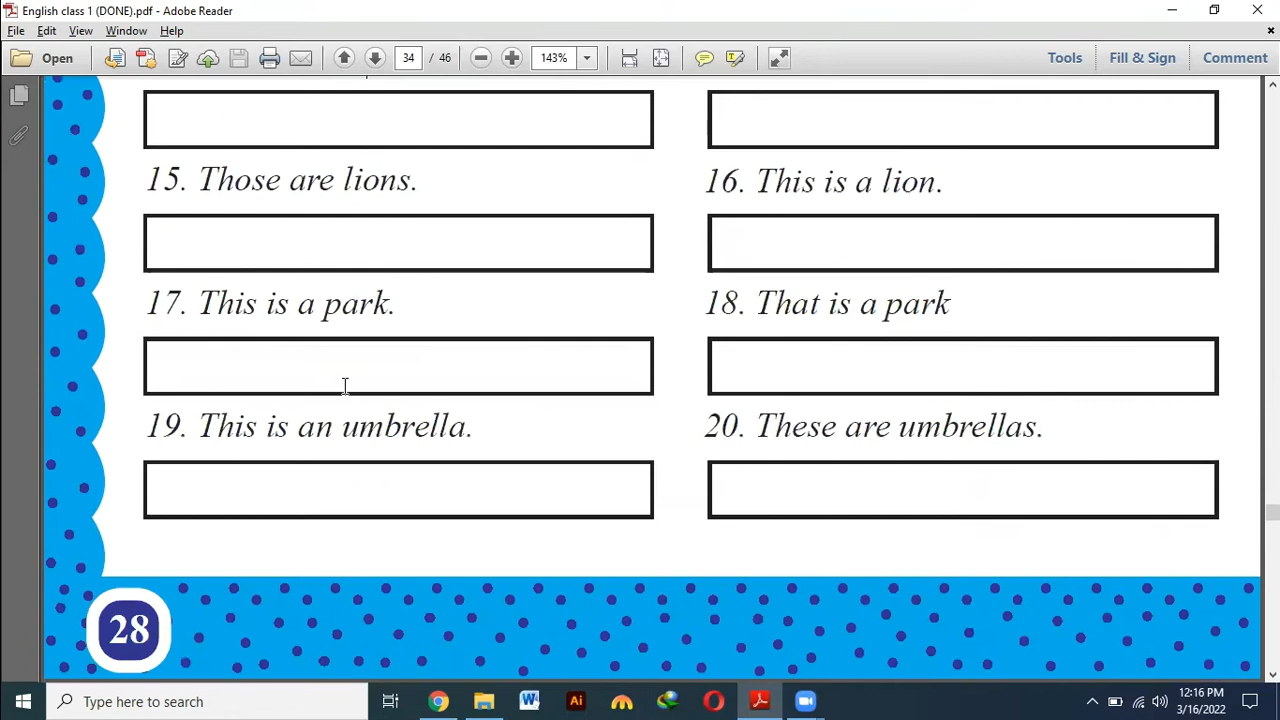 English class 1 (DONE).pdf - Adobe Reader
File Edit View Window Help
Open 34 / 46 143% Tools Fill & Sign Comment
15. Those are lions. 16. This is a lion.
17. This is a park. 18. That is a park
19. This is an umbrella. 20. These are umbrellas.
28
Type here to search
12:16 PM
3/16/2022